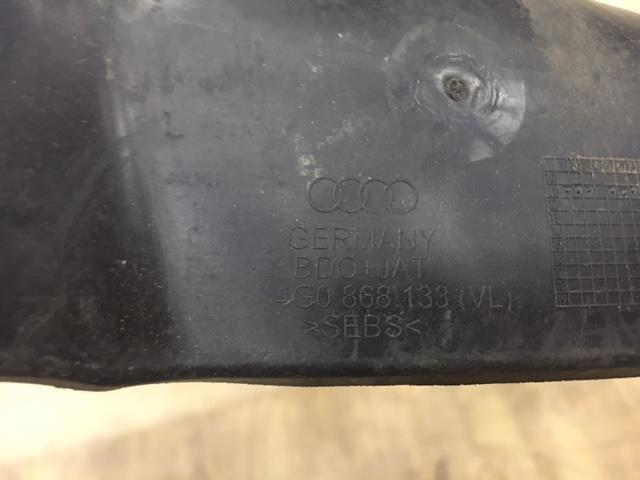 GERMANY
BDO+JAT
4G0 868 133 (VL)
>SEBS<